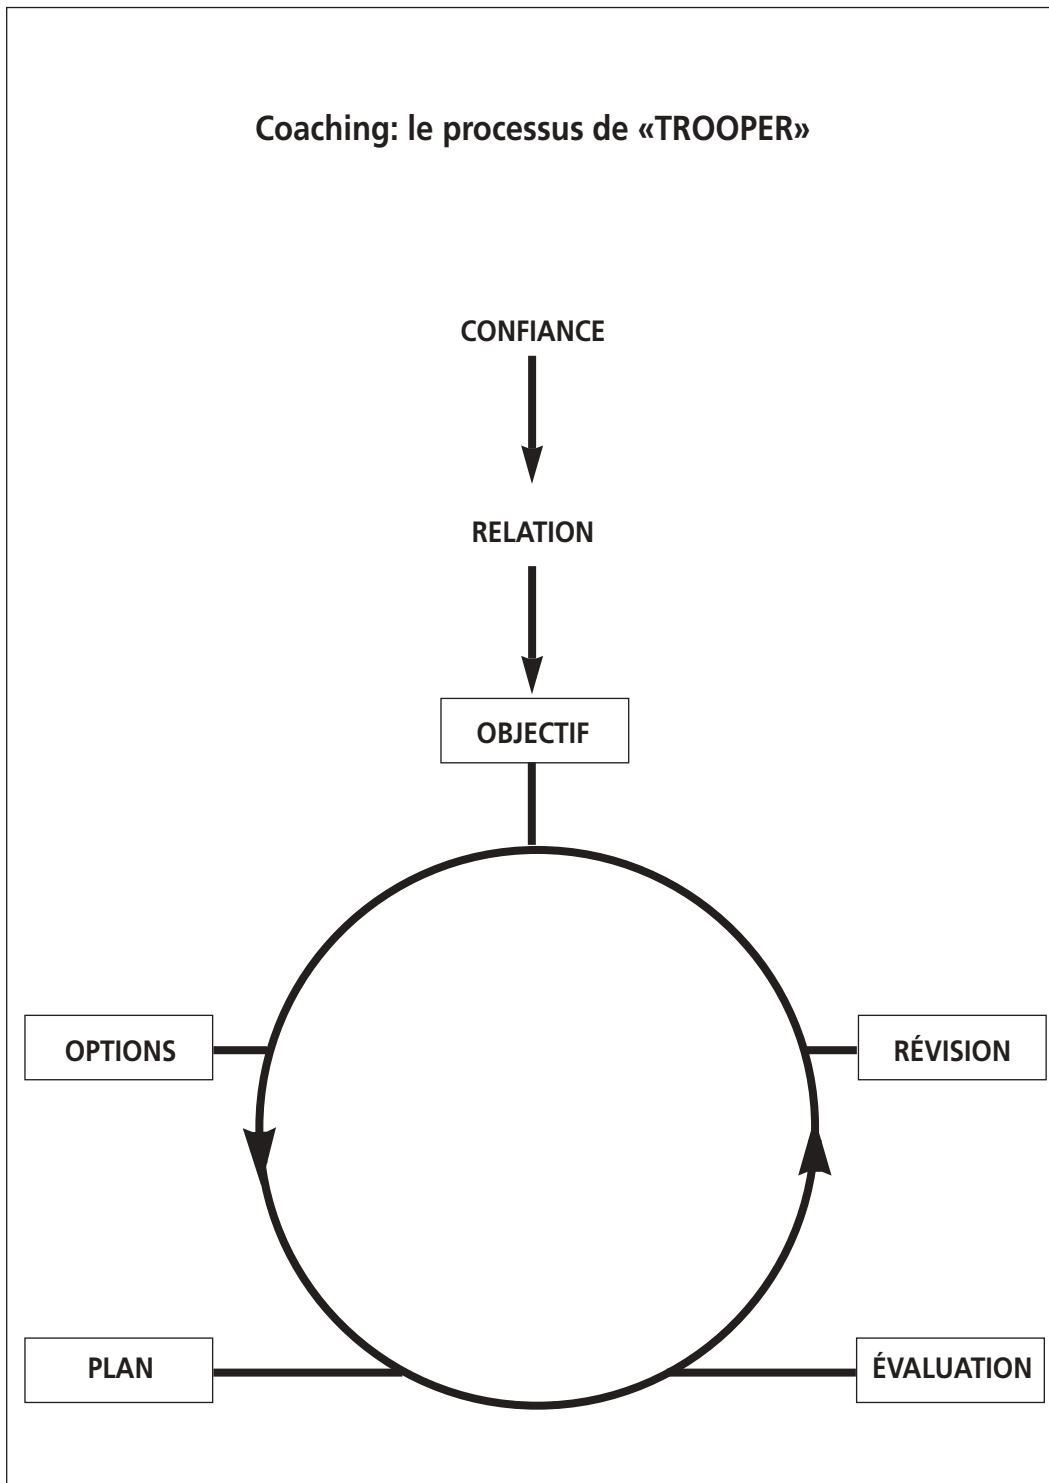 Coaching: le processus de «TROOPER»
CONFIANCE
RELATION
OBJECTIF
OPTIONS
RÉVISION
PLAN
ÉVALUATION